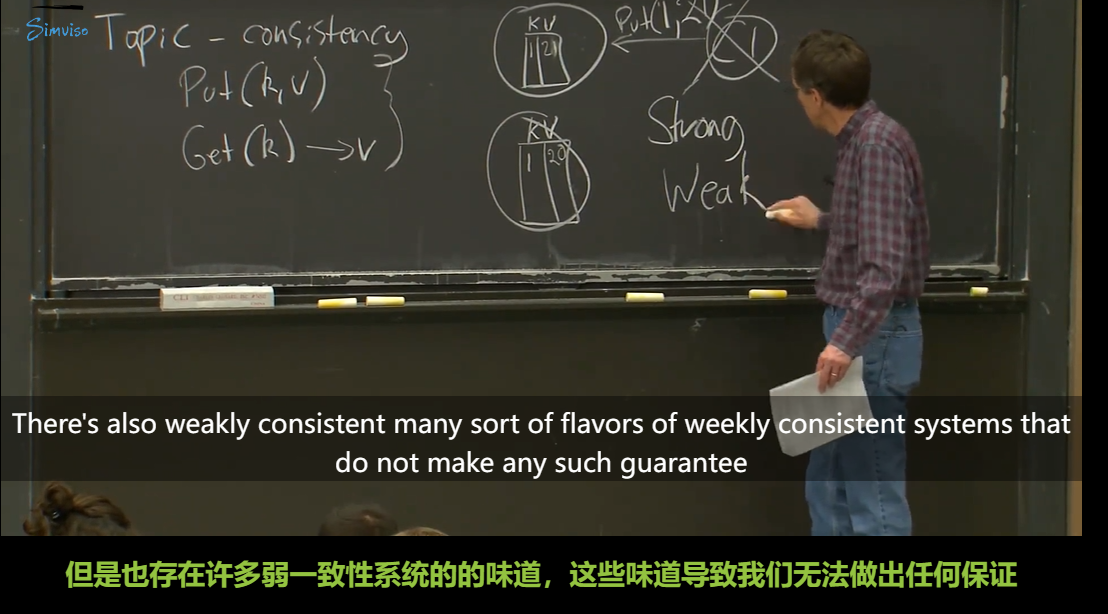 Simviso
Topic - consistency
Put(k,v)
Get(k) → v
KV
1 21
Put(1,2
C1
KV
1 20
Strong
Weak
There's also weakly consistent many sort of flavors of weekly consistent systems that
do not make any such guarantee
但是也存在许多弱一致性系统的的味道，这些味道导致我们无法做出任何保证